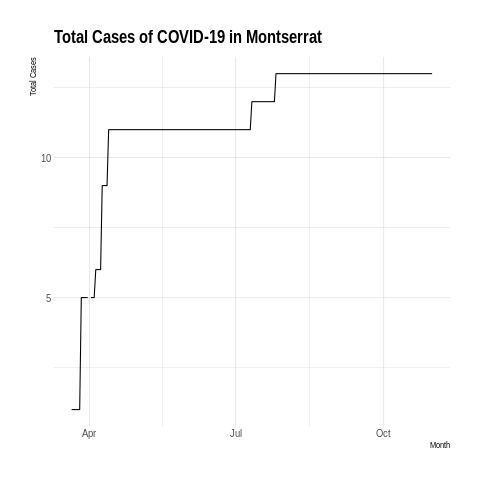 Total Cases of COVID-19 in Montserrat
Total Cases
10
5
Apr Jul Oct
Month